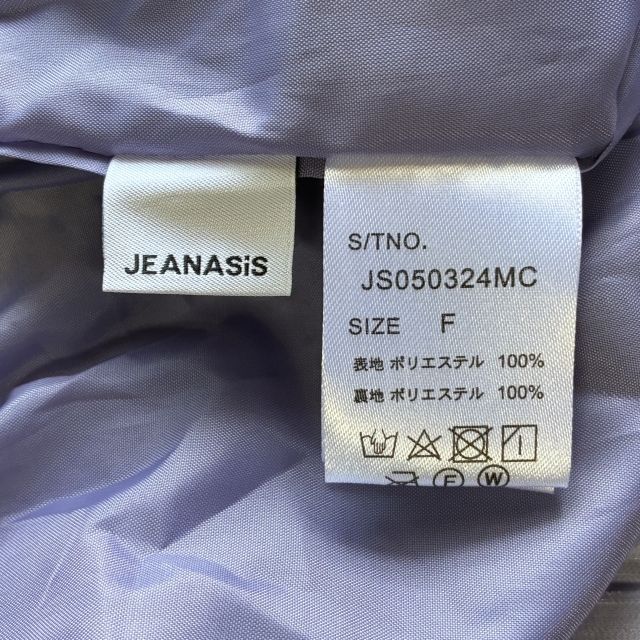 JEANASiS
S/TNO.
JS050324MC
SIZE F
表地 ポリエステル 100%
裏地 ポリエステル 100%
F W